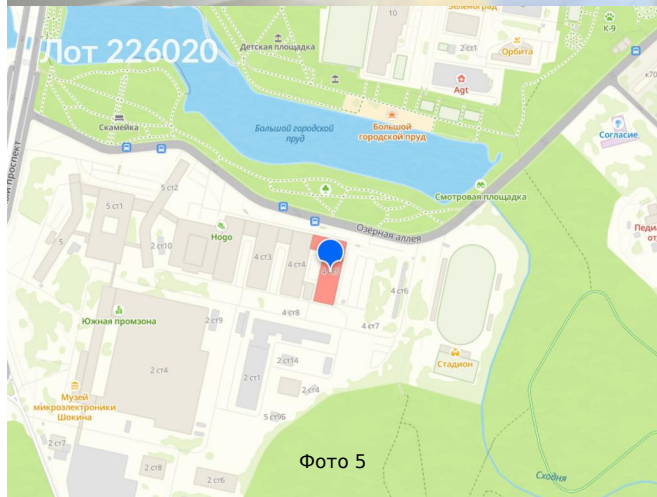 Зеленоград
10
К-9
Лот 226020
Детская площадка
2 ст1
Орбита
к70
Agt
Скамейка
Большой городской
пруд
Большой
городской пруд
Согласие
5 ст2
Смотровая площадка
5 ст1
Озёрная аллея
Hogo
5
2 ст10
4 ст3
4 ст4
4 ст6
Южная промзона
2 ст9
4 ст8
4 ст7
2 ст4
2 ст14
Стадион
2 ст1
Музей
микроэлектроники
Шокина
2 ст4
5 ст9Б
2 ст7
Фото 5
2 ст8
2 ст6
Сходня